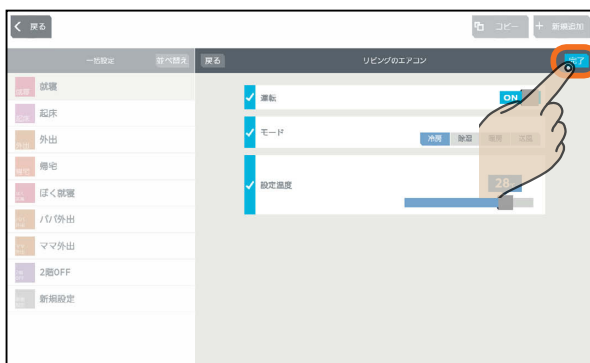 戻る
コピー
新規追加
一括設定
並べ替え
戻る
リビングのエアコン
完了
就寝
起床
外出
帰宅
ぼく就寝
パパ外出
ママ外出
2階OFF
新規設定
運転
ON
モード
冷房
除湿
暖房
設定温度
28